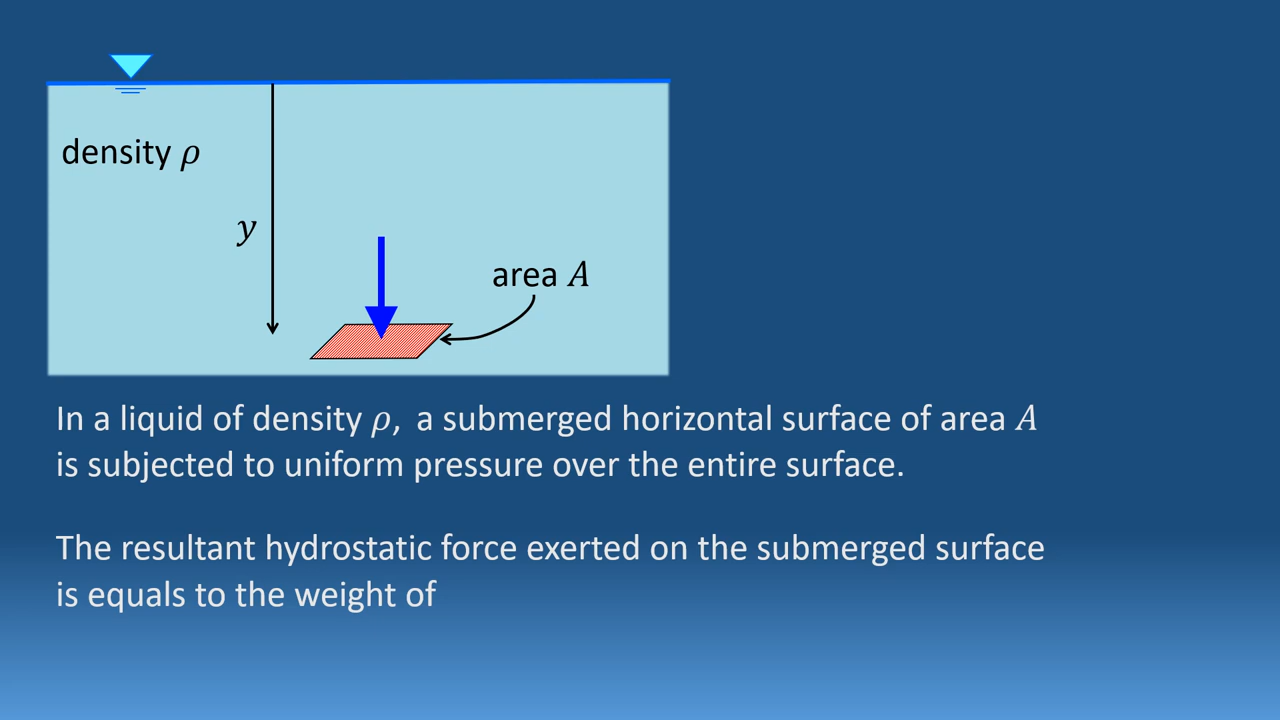 density ρ
y
area A
In a liquid of density ρ, a submerged horizontal surface of area A
is subjected to uniform pressure over the entire surface.
The resultant hydrostatic force exerted on the submerged surface
is equals to the weight of